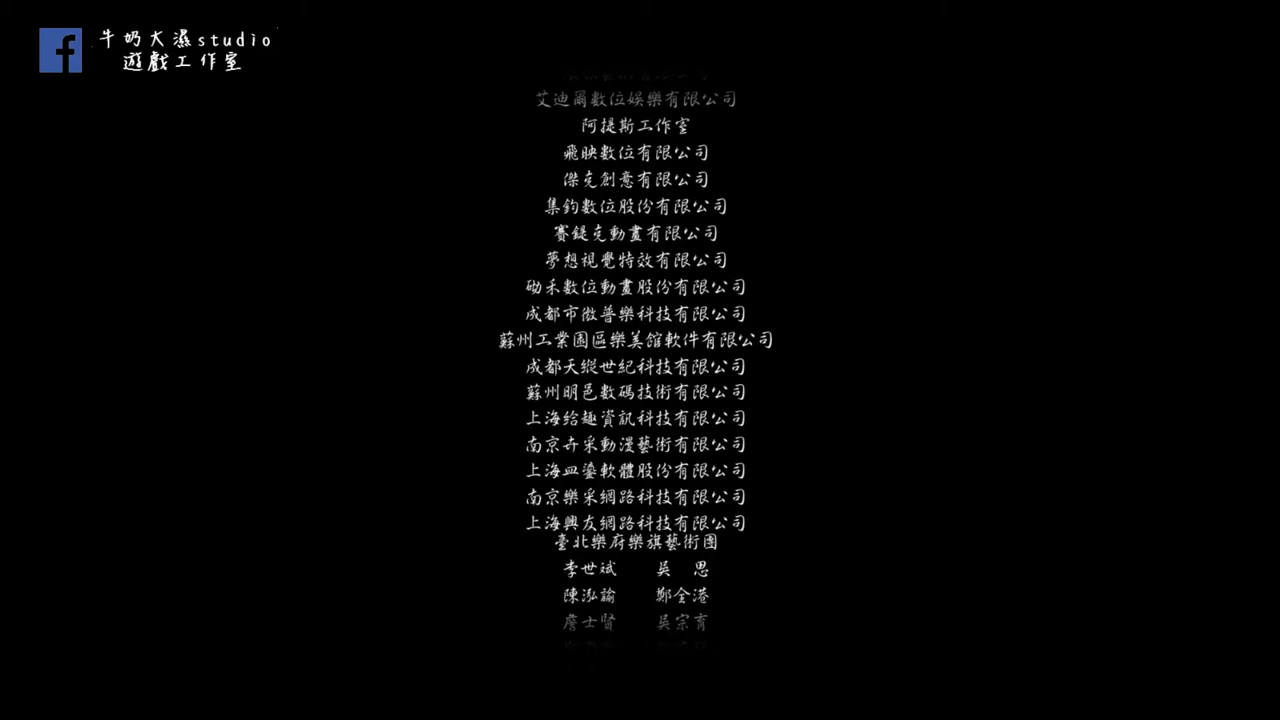 牛奶大濕studio
遊戲工作室
艾迪爾數位娛樂有限公司
阿提斯工作室
飛映數位有限公司
傑克創意有限公司
集鈞數位股份有限公司
賽鍉克動畫有限公司
夢想視覺特效有限公司
砌禾數位動畫股份有限公司
成都市微普樂科技有限公司
蘇州工業園區樂美館軟件有限公司
成都天縱世紀科技有限公司
蘇州明邑數碼技術有限公司
上海给趣資訊科技有限公司
南京卉采動漫藝術有限公司
上海皿鎏軟體股份有限公司
南京樂采網路科技有限公司
上海興友網路科技有限公司
臺北樂府樂旗藝術團
李世斌 吳 思
陳泓諭 鄭全港
詹士賢 吳宗育